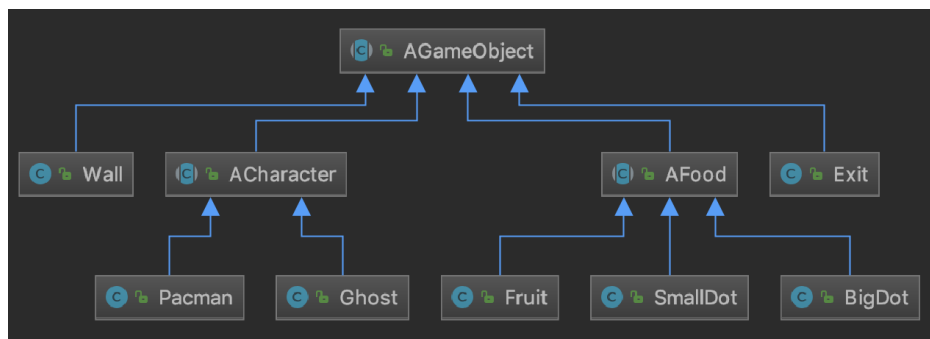 AGameObject
Wall
ACharacter
AFood
Exit
Pacman
Ghost
Fruit
SmallDot
BigDot